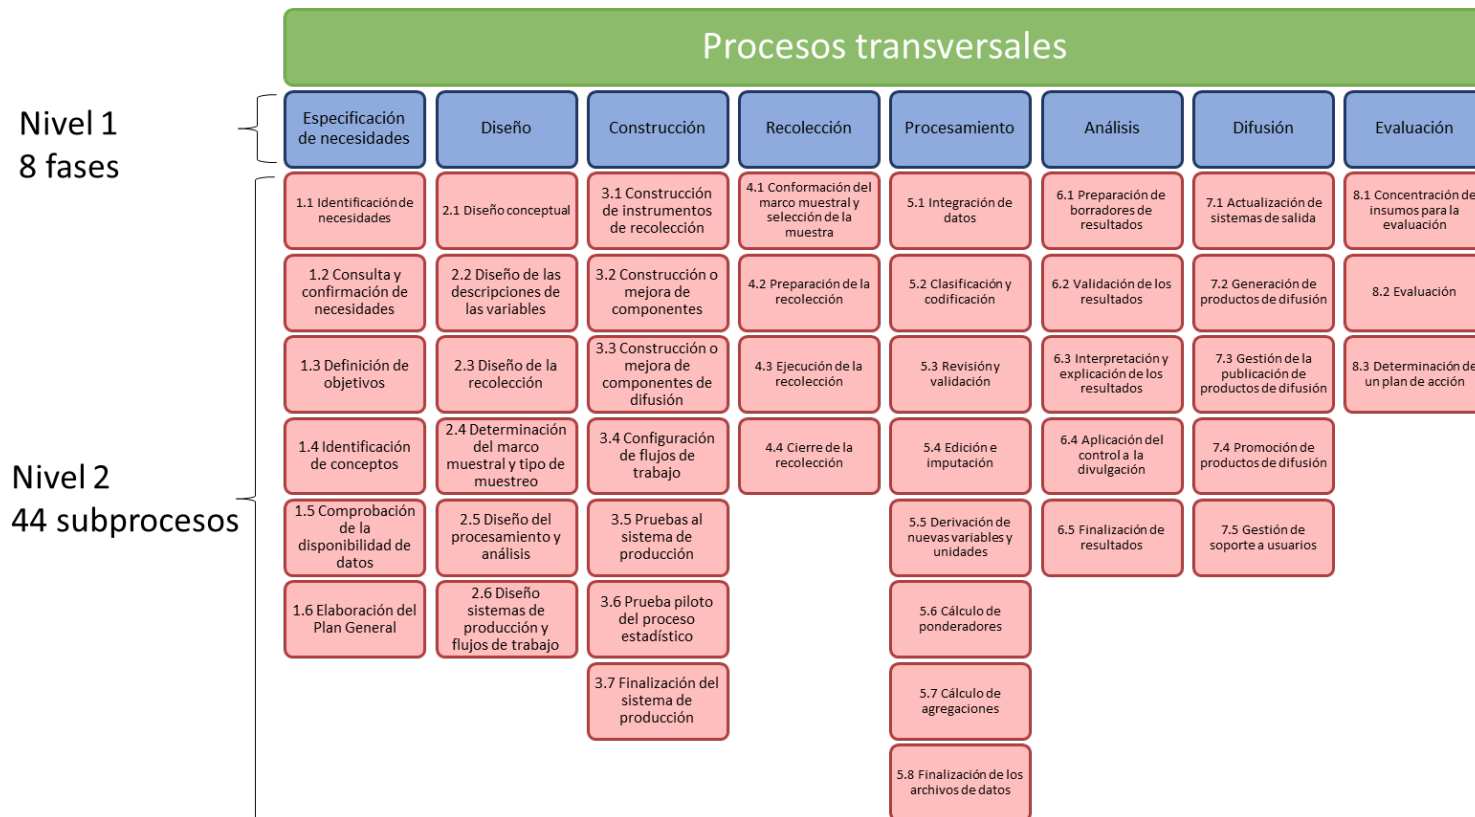 Procesos transversales
Nivel 1
8 fases
Especificación
de necesidades
Diseño
Construcción
Recolección
Procesamiento
Análisis
Difusión
Evaluación
Nivel 2
44 subprocesos
1.1 Identificación de
necesidades
1.2 Consulta y
confirmación de
necesidades
1.3 Definición de
objetivos
1.4 Identificación
de conceptos
1.5 Comprobación
de la
disponibilidad de
datos
1.6 Elaboración del
Plan General
2.1 Diseño conceptual
2.2 Diseño de las
descripciones de
las variables
2.3 Diseño de la
recolección
2.4 Determinación
del marco
muestral y tipo de
muestreo
2.5 Diseño del
procesamiento y
análisis
2.6 Diseño
sistemas de
producción y
flujos de trabajo
3.1 Construcción
de instrumentos
de recolección
3.2 Construcción o
mejora de
componentes
3.3 Construcción o
mejora de
componentes de
difusión
3.4 Configuración
de flujos de
trabajo
3.5 Pruebas al
sistema de
producción
3.6 Prueba piloto
del proceso
estadístico
3.7 Finalización del
sistema de
producción
4.1 Conformación del
marco muestral y
selección de la
muestra
4.2 Preparación de la
recolección
4.3 Ejecución de la
recolección
4.4 Cierre de la
recolección
5.1 Integración de
datos
5.2 Clasificación y
codificación
5.3 Revisión y
validación
5.4 Edición e
imputación
5.5 Derivación de
nuevas variables y
unidades
5.6 Cálculo de
ponderadores
5.7 Cálculo de
agregaciones
5.8 Finalización de los
archivos de datos
6.1 Preparación de
borradores de
resultados
6.2 Validación de los
resultados
6.3 Interpretación y
explicación de los
resultados
6.4 Aplicación del
control a la
divulgación
6.5 Finalización de
resultados
7.1 Actualización de
sistemas de salida
7.2 Generación de
productos de difusión
7.3 Gestión de la
publicación de
productos de difusión
7.4 Promoción de
productos de difusión
7.5 Gestión de
soporte a usuarios
8.1 Concentración de
insumos para la
evaluación
8.2 Evaluación
8.3 Determinación de
un plan de acción